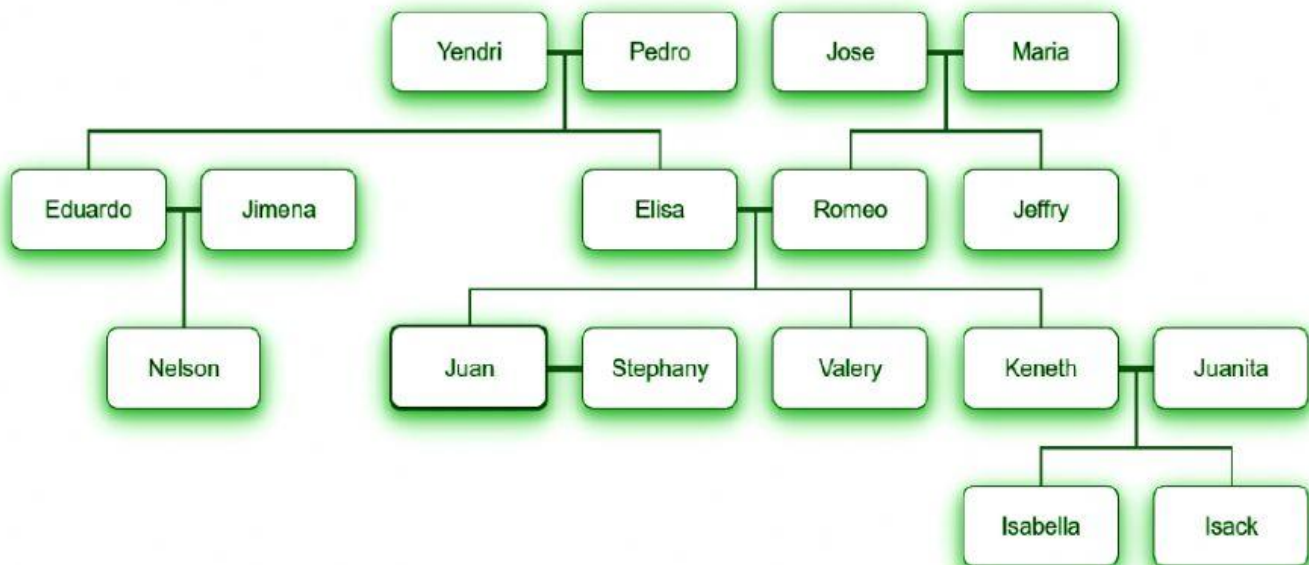 Yendri Pedro Jose Maria
Eduardo Jimena Elisa Romeo Jeffry
Nelson Juan Stephany Valery Keneth Juanita
Isabella Isack